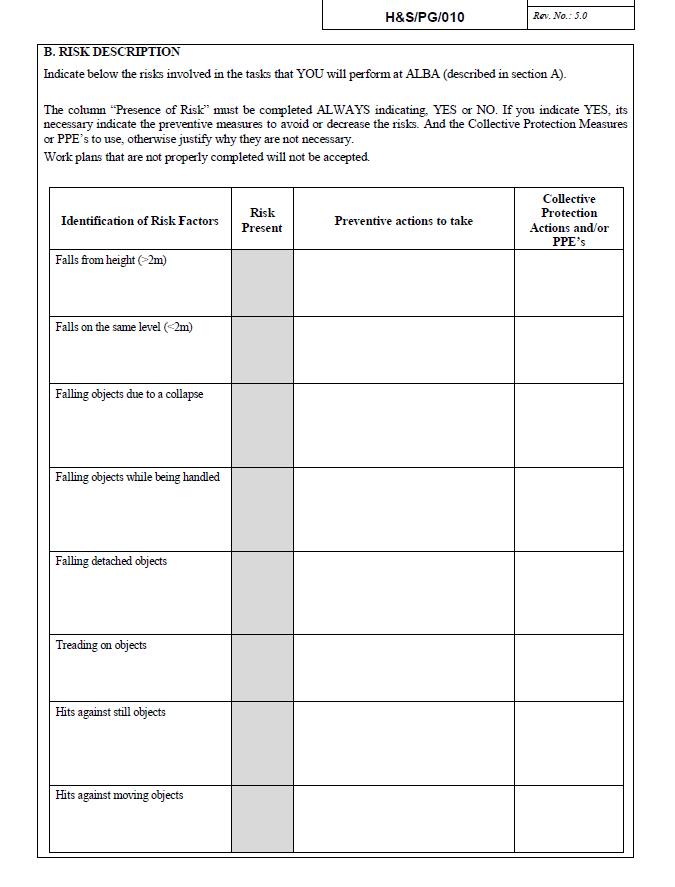 H&S/PG/010
Rev. No.: 5.0
B. RISK DESCRIPTION
Indicate below the risks involved in the tasks that YOU will perform at ALBA (described in section A).
The column “Presence of Risk” must be completed ALWAYS indicating, YES or NO. If you indicate YES, its
necessary indicate the preventive measures to avoid or decrease the risks. And the Collective Protection Measures
or PPE’s to use, otherwise justify why they are not necessary.
Work plans that are not properly completed will not be accepted.
Identification of Risk Factors
Risk
Present
Preventive actions to take
Collective
Protection
Actions and/or
PPE’s
Falls from height (>2m)
Falls on the same level (<2m)
Falling objects due to a collapse
Falling objects while being handled
Falling detached objects
Treading on objects
Hits against still objects
Hits against moving objects